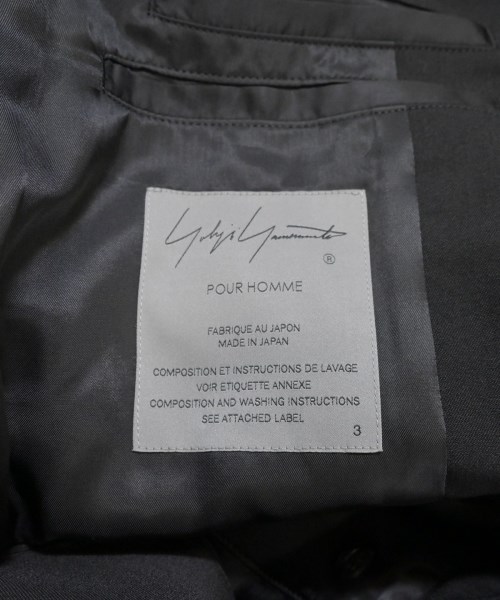 Yohji Yamamoto
®
POUR HOMME
FABRIQUE AU JAPON
MADE IN JAPAN
COMPOSITION ET INSTRUCTIONS DE LAVAGE
VOIR ETIQUETTE ANNEXE
COMPOSITION AND WASHING INSTRUCTIONS
SEE ATTACHED LABEL
3